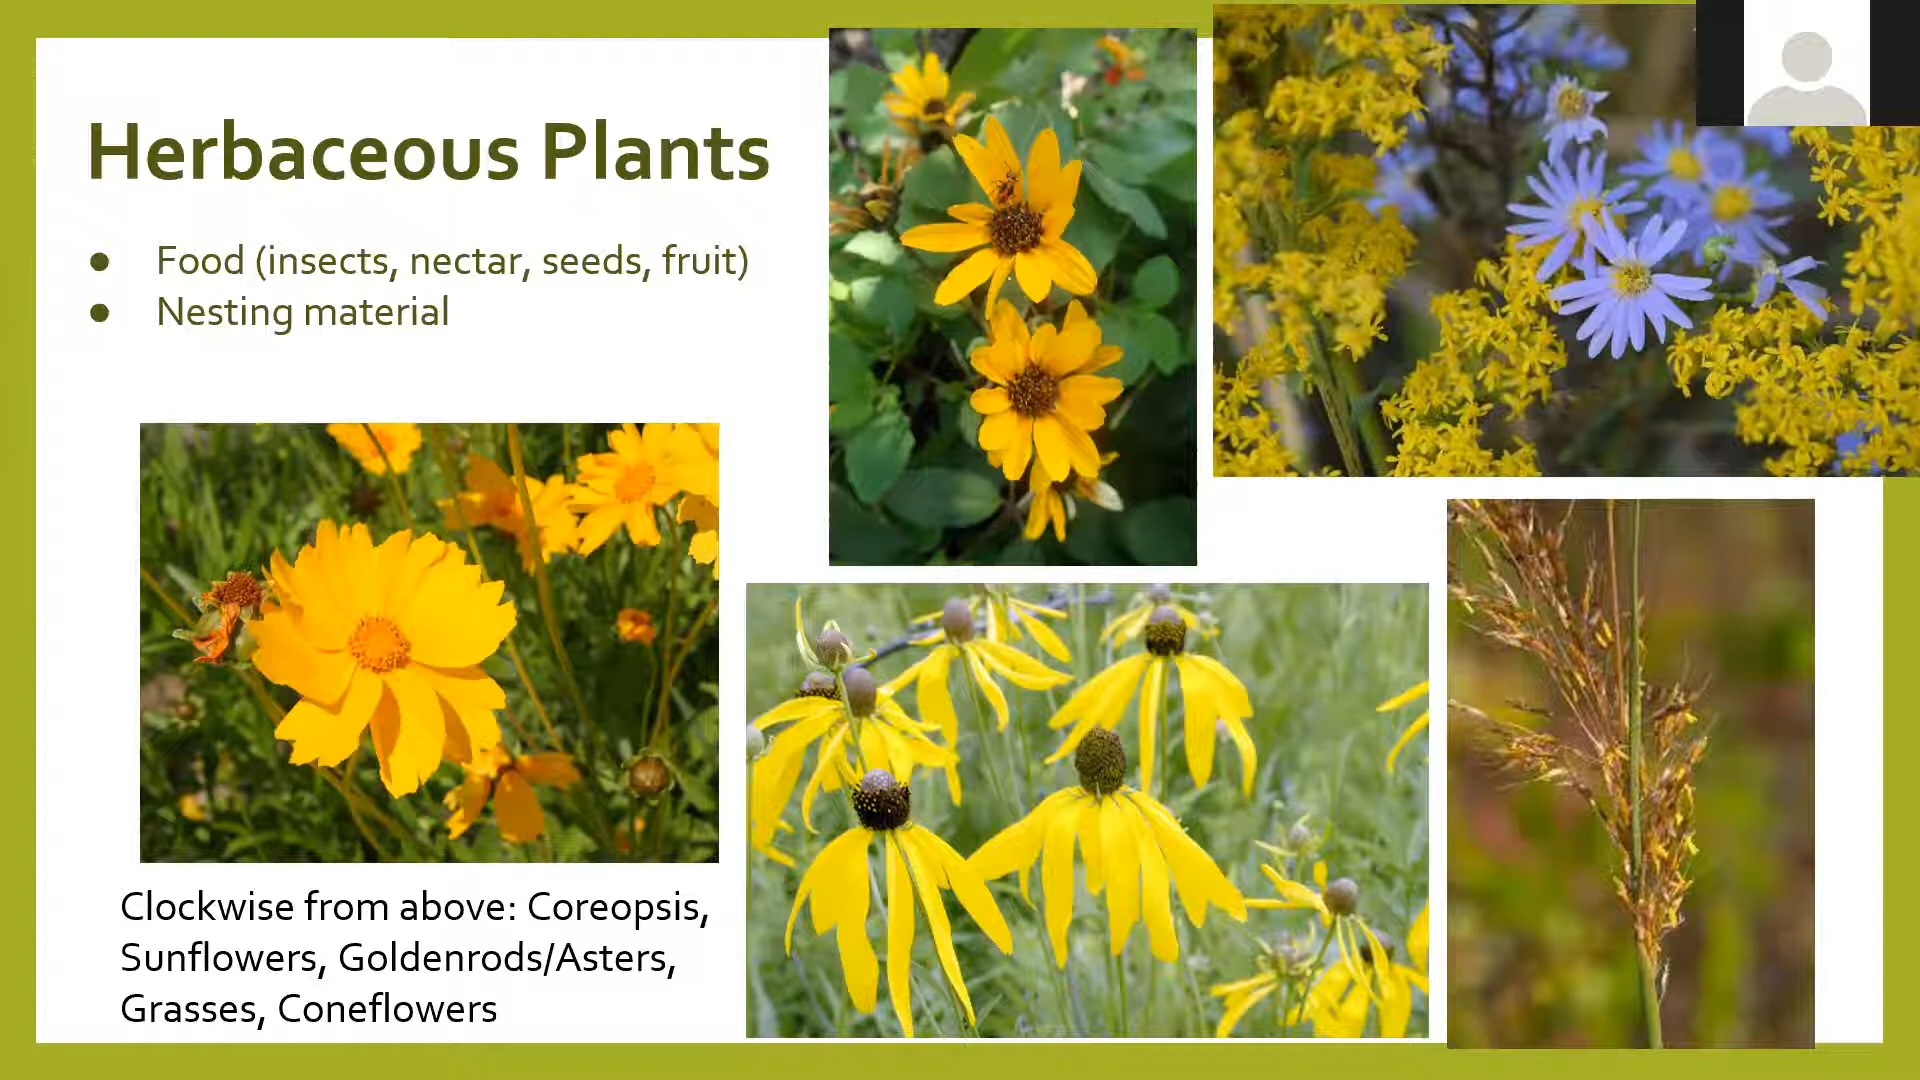 Herbaceous Plants
● Food (insects, nectar, seeds, fruit)
● Nesting material
Clockwise from above: Coreopsis,
Sunflowers, Goldenrods/Asters,
Grasses, Coneflowers